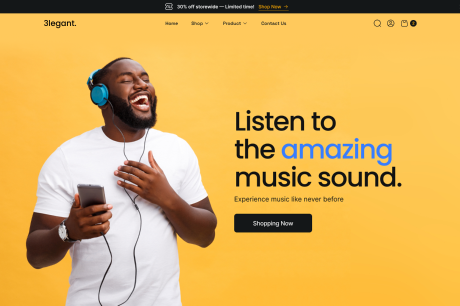 30% off storewide — Limited time! Shop Now →
3legant.
Home Shop Product Contact Us
Listen to
the amazing
music sound.
Experience music like never before
Shopping Now